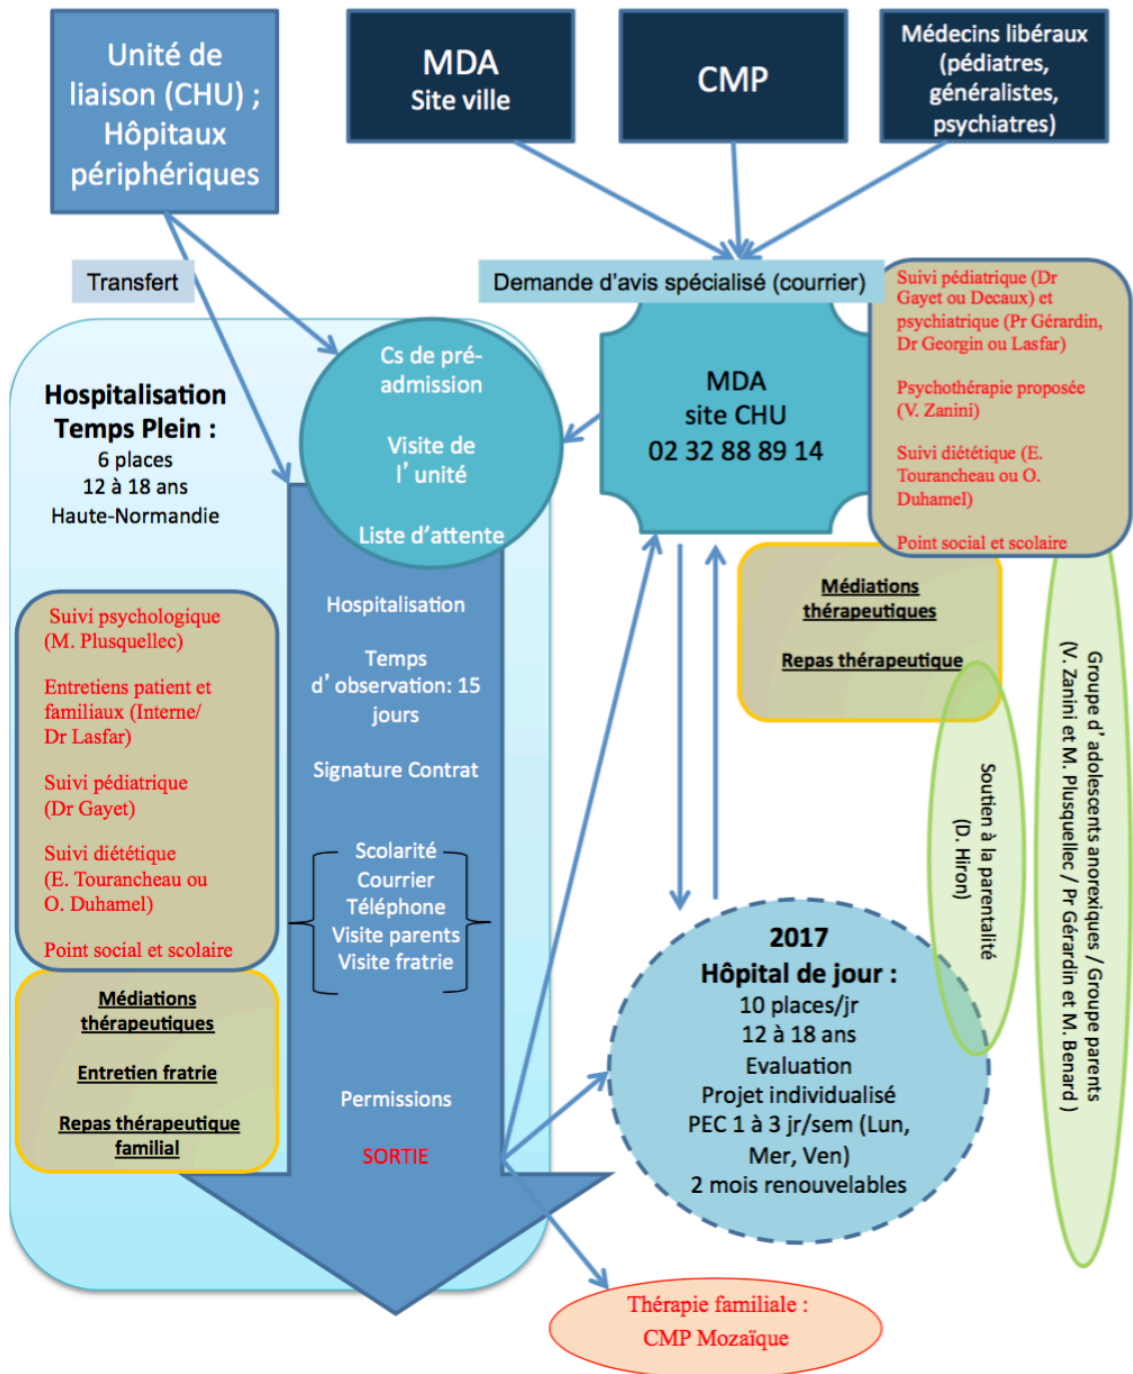 Unité de
liaison (CHU) ;
Hôpitaux
périphériques
MDA
Site ville
CMP
Médecins libéraux
(pédiatres,
généralistes,
psychiatres)
Transfert
Demande d’avis spécialisé (courrier)
Cs de pré-
admission
Visite de
l’ unité
Liste d’attente
MDA
site CHU
02 32 88 89 14
Suivi pédiatrique (Dr
Gayet ou Decaux) et
psychiatrique (Pr Gérardin,
Dr Georgin ou Lasfar)
Psychothérapie proposée
(V. Zanini)
Suivi diététique (E.
Tourancheau ou O.
Duhamel)
Point social et scolaire
Hospitalisation
Temps Plein :
6 places
12 à 18 ans
Haute-Normandie
Suivi psychologique
(M. Plusquellec)
Entretiens patient et
familiaux (Interne/
Dr Lasfar)
Suivi pédiatrique
(Dr Gayet)
Suivi diététique
(E. Tourancheau ou
O. Duhamel)
Point social et scolaire
Médiations
thérapeutiques
Entretien fratrie
Repas thérapeutique
familial
Hospitalisation
Temps
d’ observation: 15
jours
Signature Contrat
Scolarité
Courrier
Téléphone
Visite parents
Visite fratrie
Permissions
SORTIE
Médiations
thérapeutiques
Repas thérapeutique
Soutien à la parentalité
(D. Hiron)
Groupe d’ adolescents anorexiques / Groupe parents
(V. Zanini et M. Plusquellec / Pr Gérardin et M. Benard )
2017
Hôpital de jour :
10 places/jr
12 à 18 ans
Evaluation
Projet individualisé
PEC 1 à 3 jr/sem (Lun,
Mer, Ven)
2 mois renouvelables
Thérapie familiale :
CMP Mozaïque